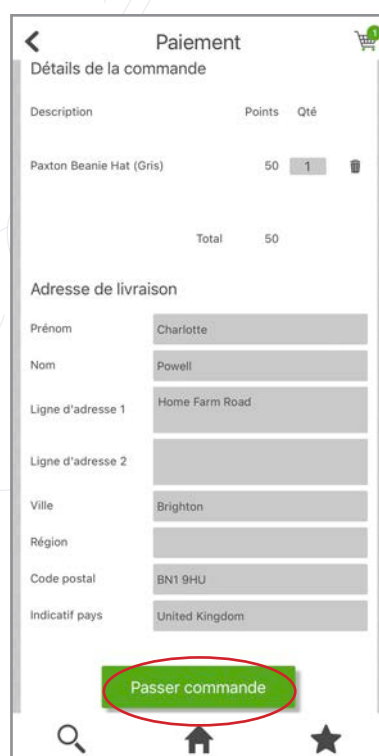 Paiement
1
Détails de la commande
Description Points Qté
Paxton Beanie Hat (Gris) 50 1
Total 50
Adresse de livraison
Prénom Charlotte
Nom Powell
Ligne d'adresse 1 Home Farm Road
Ligne d'adresse 2
Ville Brighton
Région
Code postal BN1 9HU
Indicatif pays United Kingdom
Passer commande